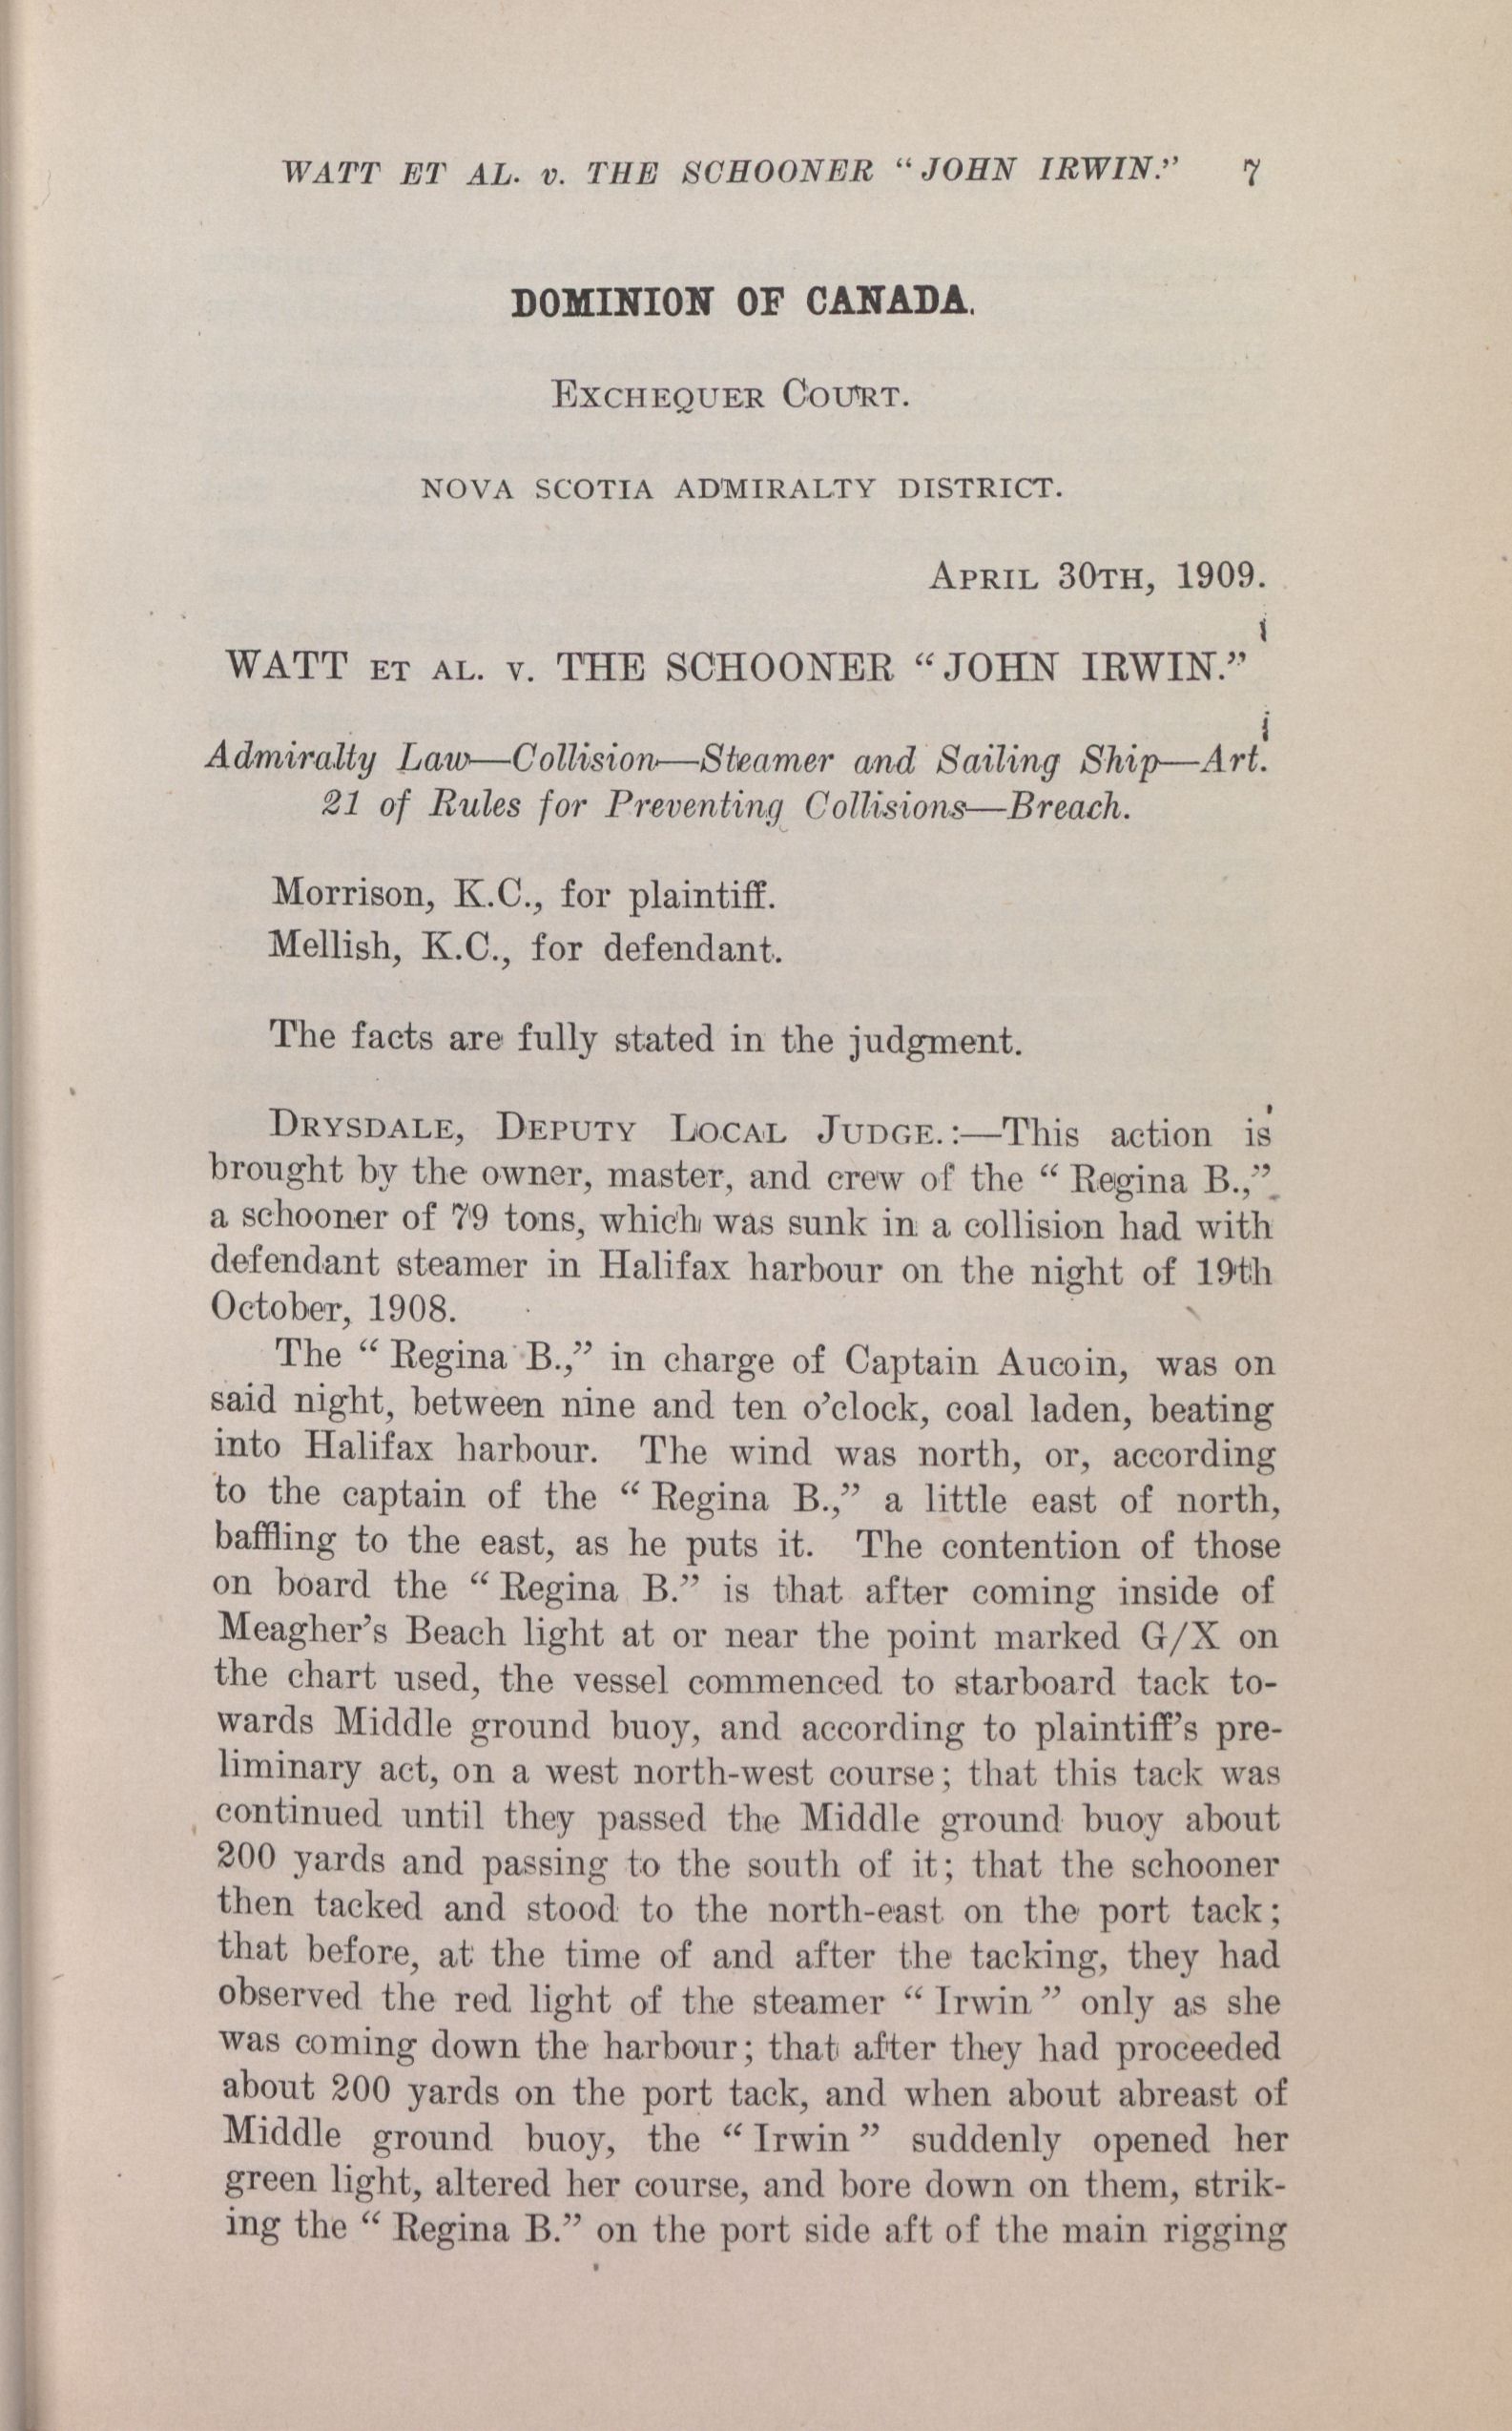 WATT ET AL. v. THE SCHOONER "JOHN IRWIN." 7
DOMINION OF CANADA.
EXCHEQUER COURT.
NOVA SCOTIA ADMIRALTY DISTRICT.
APRIL 30TH, 1909.
WATT ET AL. V. THE SCHOONER "JOHN IRWIN."
Admiralty Law—Collision—Steamer and Sailing Ship—Art.
21 of Rules for Preventing Collisions—Breach.
Morrison, K.C., for plaintiff.
Mellish, K.C., for defendant.
The facts are fully stated in the judgment.
DRYSDALE, DEPUTY LOCAL JUDGE.:—This action is
brought by the owner, master, and crew of the "Regina B.,"
a schooner of 79 tons, which was sunk in a collision had with
defendant steamer in Halifax harbour on the night of 19th
October, 1908.
The "Regina B.," in charge of Captain Aucoin, was on
said night, between nine and ten o'clock, coal laden, beating
into Halifax harbour. The wind was north, or, according
to the captain of the "Regina B.," a little east of north,
baffling to the east, as he puts it. The contention of those
on board the "Regina B." is that after coming inside of
Meagher's Beach light at or near the point marked G/X on
the chart used, the vessel commenced to starboard tack to-
wards Middle ground buoy, and according to plaintiff's pre-
liminary act, on a west north-west course; that this tack was
continued until they passed the Middle ground buoy about
200 yards and passing to the south of it; that the schooner
then tacked and stood to the north-east on the port tack;
that before, at the time of and after the tacking, they had
observed the red light of the steamer "Irwin" only as she
was coming down the harbour; that after they had proceeded
about 200 yards on the port tack, and when about abreast of
Middle ground buoy, the "Irwin" suddenly opened her
green light, altered her course, and bore down on them, strik-
ing the "Regina B." on the port side aft of the main rigging